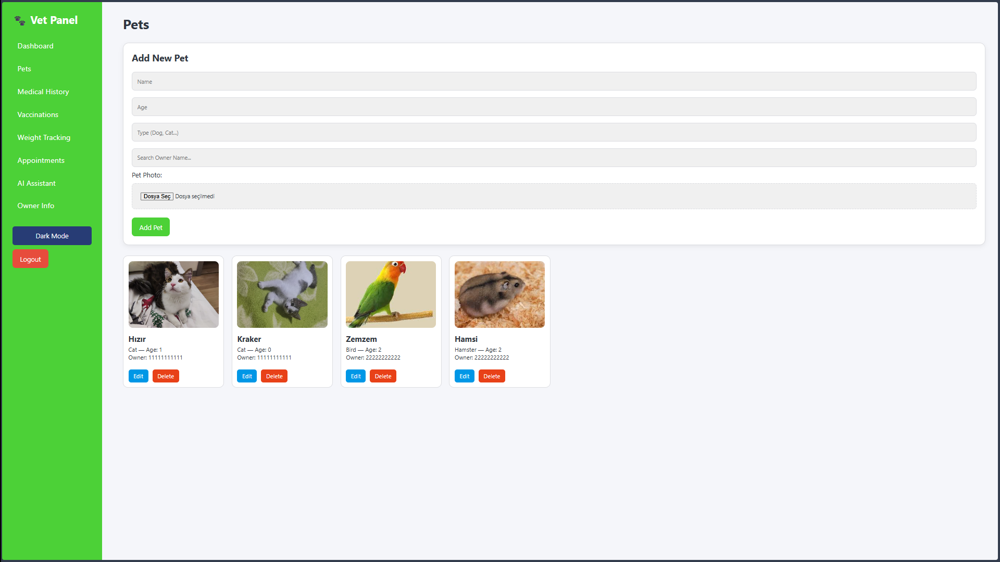 Vet Panel
Dashboard
Pets
Medical History
Vaccinations
Weight Tracking
Appointments
AI Assistant
Owner Info
Dark Mode
Logout
Pets
Add New Pet
Name
Age
Type (Dog, Cat...)
Search Owner Name...
Pet Photo:
Dosya Seç Dosya seçilmedi
Add Pet
Hızır
Cat — Age: 1
Owner: 11111111111
Edit Delete
Kraker
Cat — Age: 0
Owner: 11111111111
Edit Delete
Zemzem
Bird — Age: 2
Owner: 22222222222
Edit Delete
Hamsi
Hamster — Age: 2
Owner: 22222222222
Edit Delete